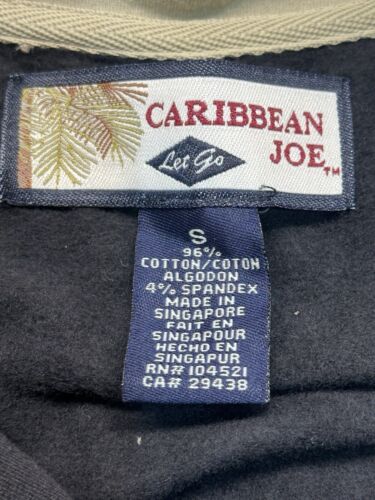 CARIBBEAN
JOE™
Let Go
S
96%
COTTON/COTON
ALGODON
4% SPANDEX
MADE IN
SINGAPORE
FAIT EN
SINGAPOUR
HECHO EN
SINGAPUR
RN# 104521
CA# 29438